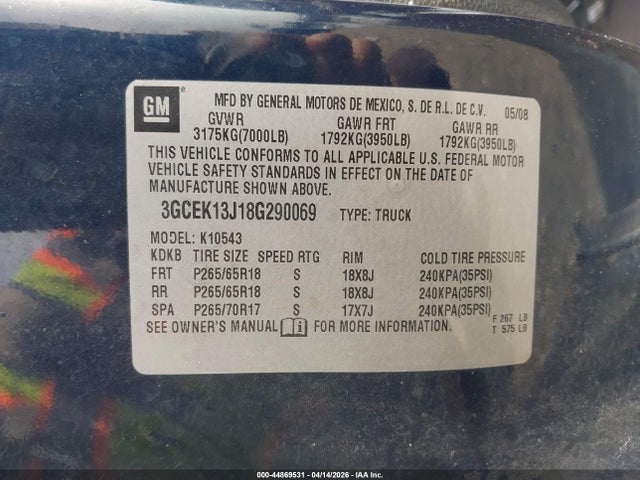 GM
MFD BY GENERAL MOTORS DE MEXICO, S. DE R.L. DE C.V. 05/08
GVWR GAWR FRT GAWR RR
3175KG(7000LB) 1792KG(3950LB) 1792KG(3950LB)
THIS VEHICLE CONFORMS TO ALL APPLICABLE U.S. FEDERAL MOTOR
VEHICLE SAFETY STANDARDS IN EFFECT ON THE DATE OF
MANUFACTURE SHOWN ABOVE.
3GCEK13J18G290069 TYPE: TRUCK
MODEL: K10543
KDKB TIRE SIZE SPEED RTG RIM COLD TIRE PRESSURE
FRT P265/65R18 S 18X8J 240KPA(35PSI)
RR P265/65R18 S 18X8J 240KPA(35PSI)
SPA P265/70R17 S 17X7J 240KPA(35PSI)
SEE OWNER'S MANUAL i FOR MORE INFORMATION.
F 267 LB
T 575 LB
000-44869531 - 04/14/2026 - IAA Inc.